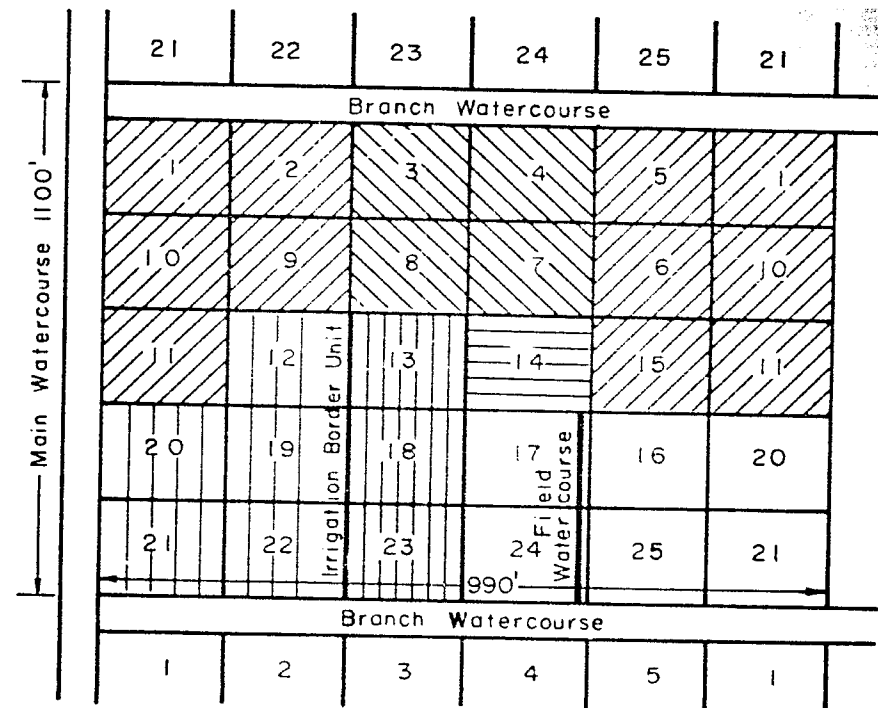 21 22 23 24 25 21
Branch Watercourse
1 2 3 4 5 1
10 9 8 7 6 10
11 12 13 14 15 11
20 19 18 17 16 20
21 22 23 24 25 21
Main Watercourse 1100'
Irrigation Border Unit
Field
Watercourse
990'
Branch Watercourse
1 2 3 4 5 1